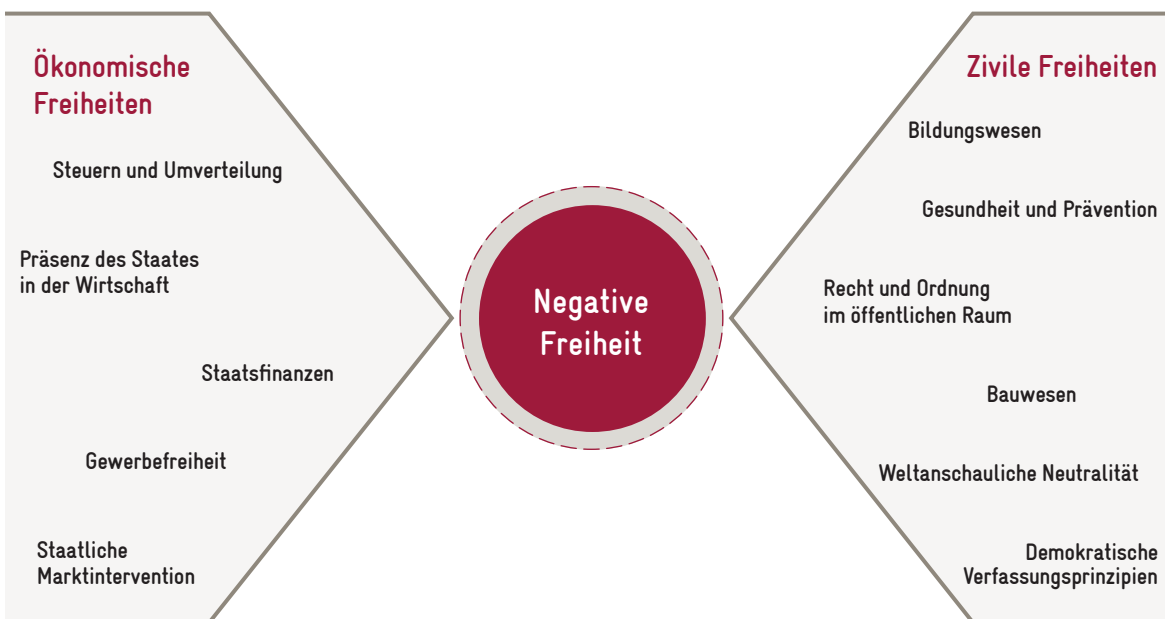 Ökonomische
Freiheiten
Steuern und Umverteilung
Präsenz des Staates
in der Wirtschaft
Staatsfinanzen
Gewerbefreiheit
Staatliche
Marktintervention
Negative
Freiheit
Zivile Freiheiten
Bildungswesen
Gesundheit und Prävention
Recht und Ordnung
im öffentlichen Raum
Bauwesen
Weltanschauliche Neutralität
Demokratische
Verfassungsprinzipien